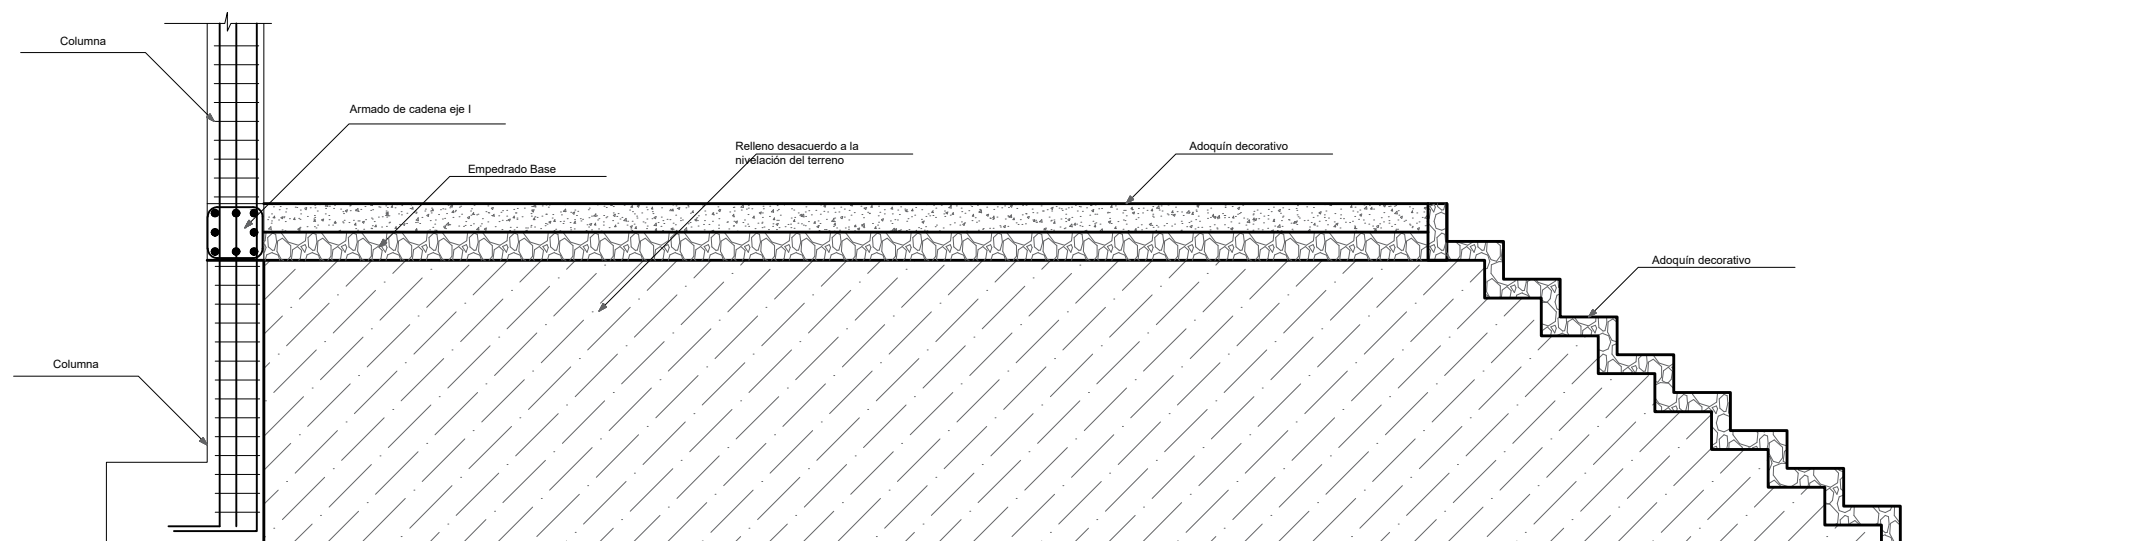 Columna
Armado de cadena eje I
Relleno desacuerdo a la
nivelación del terreno
Adoquín decorativo
Empedrado Base
Adoquín decorativo
Columna